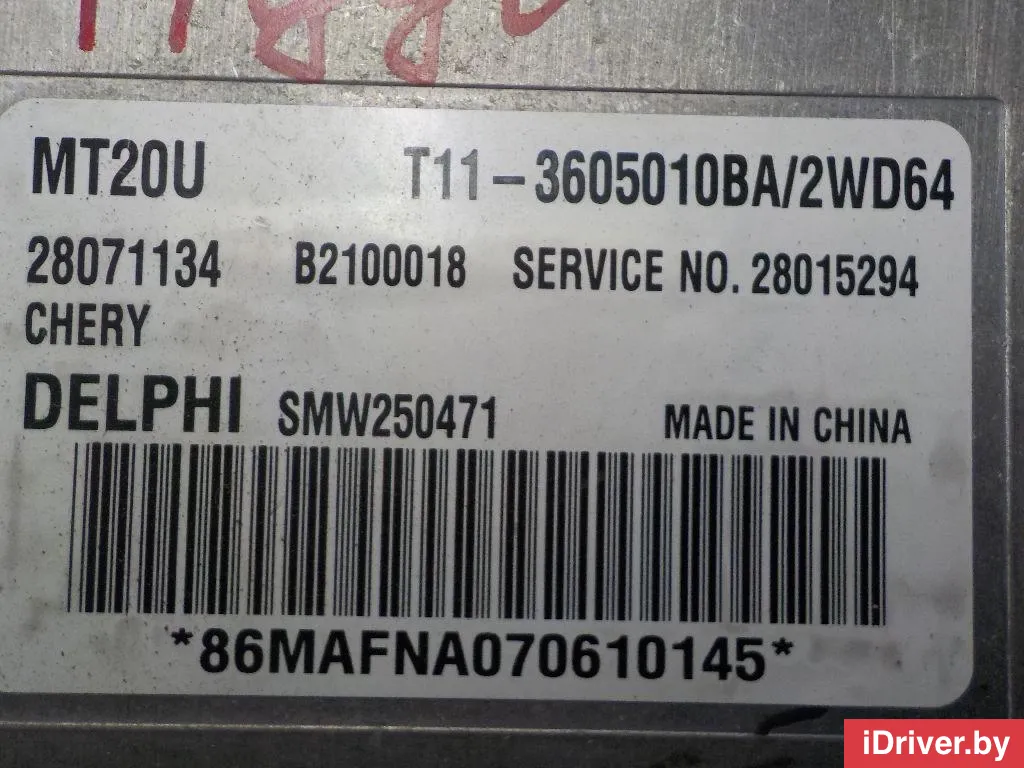 MT20U T11-3605010BA/2WD64
28071134 B2100018 SERVICE NO. 28015294
CHERY
DELPHI SMW250471 MADE IN CHINA
*86MAFNA070610145*
iDriver.by